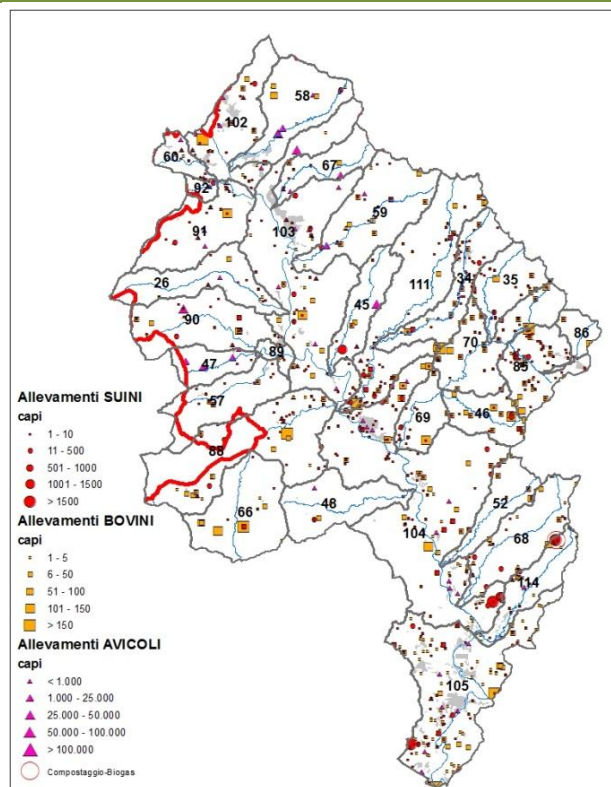 58
102
60
67
92
59
91
103
111
34
35
26
45
90
86
70
89
85
47
57
69
46
88
66
48
52
104
68
114
105
Allevamenti SUINI
capi
1 - 10
11 - 500
501 - 1000
1001 - 1500
> 1500
Allevamenti BOVINI
capi
1 - 5
6 - 50
51 - 100
101 - 150
> 150
Allevamenti AVICOLI
capi
< 1.000
1.000 - 25.000
25.000 - 50.000
50.000 - 100.000
> 100.000
Compostaggio-Biogas